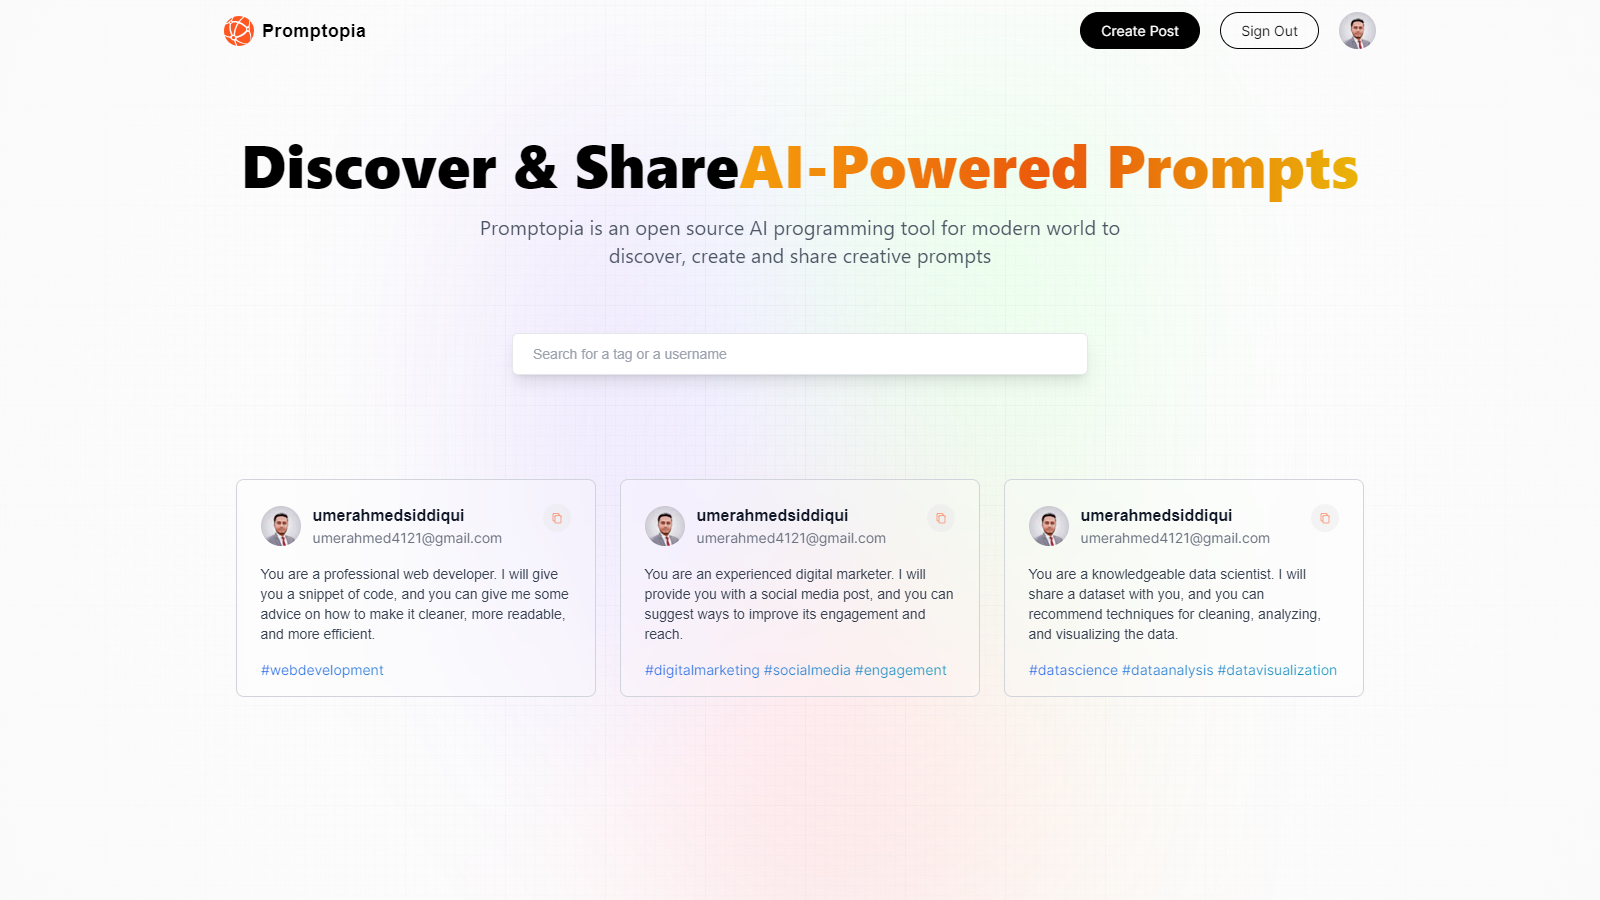 Promptopia
Create Post
Sign Out
Discover & ShareAI-Powered Prompts
Promptopia is an open source AI programming tool for modern world to
discover, create and share creative prompts
Search for a tag or a username
umerahmedsiddiqui
umerahmed4121@gmail.com
You are a professional web developer. I will give
you a snippet of code, and you can give me some
advice on how to make it cleaner, more readable,
and more efficient.
#webdevelopment
umerahmedsiddiqui
umerahmed4121@gmail.com
You are an experienced digital marketer. I will
provide you with a social media post, and you can
suggest ways to improve its engagement and
reach.
#digitalmarketing #socialmedia #engagement
umerahmedsiddiqui
umerahmed4121@gmail.com
You are a knowledgeable data scientist. I will
share a dataset with you, and you can
recommend techniques for cleaning, analyzing,
and visualizing the data.
#datascience #dataanalysis #datavisualization